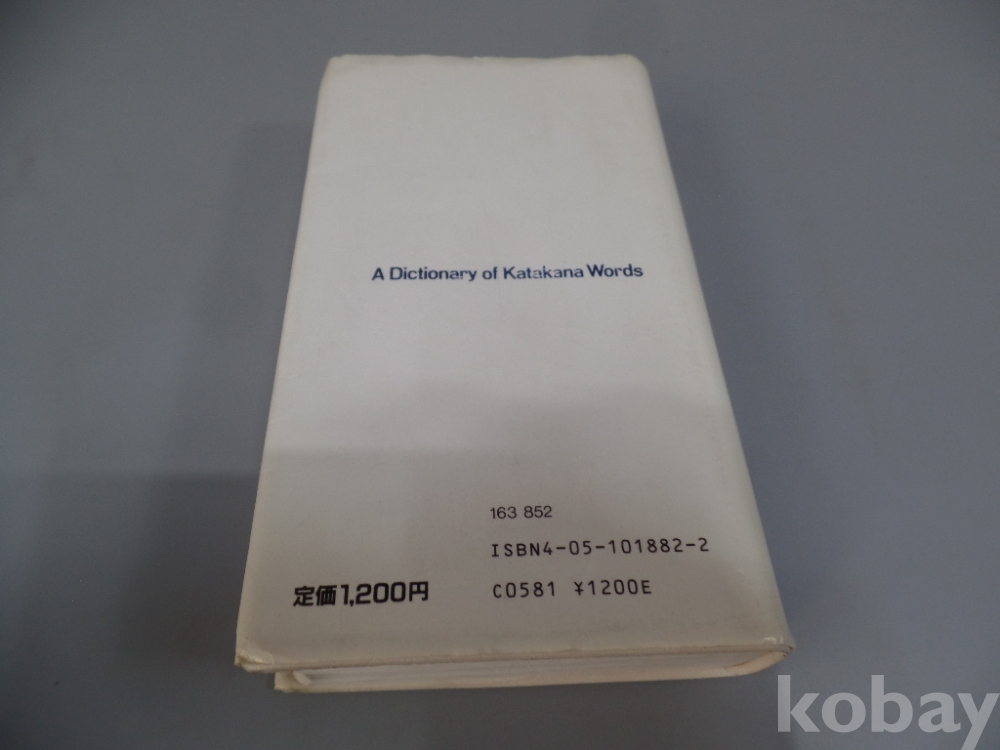 A Dictionary of Katakana Words
163 852
ISBN4-05-101882-2
定価1,200円
C0581 ¥1200E
kobay